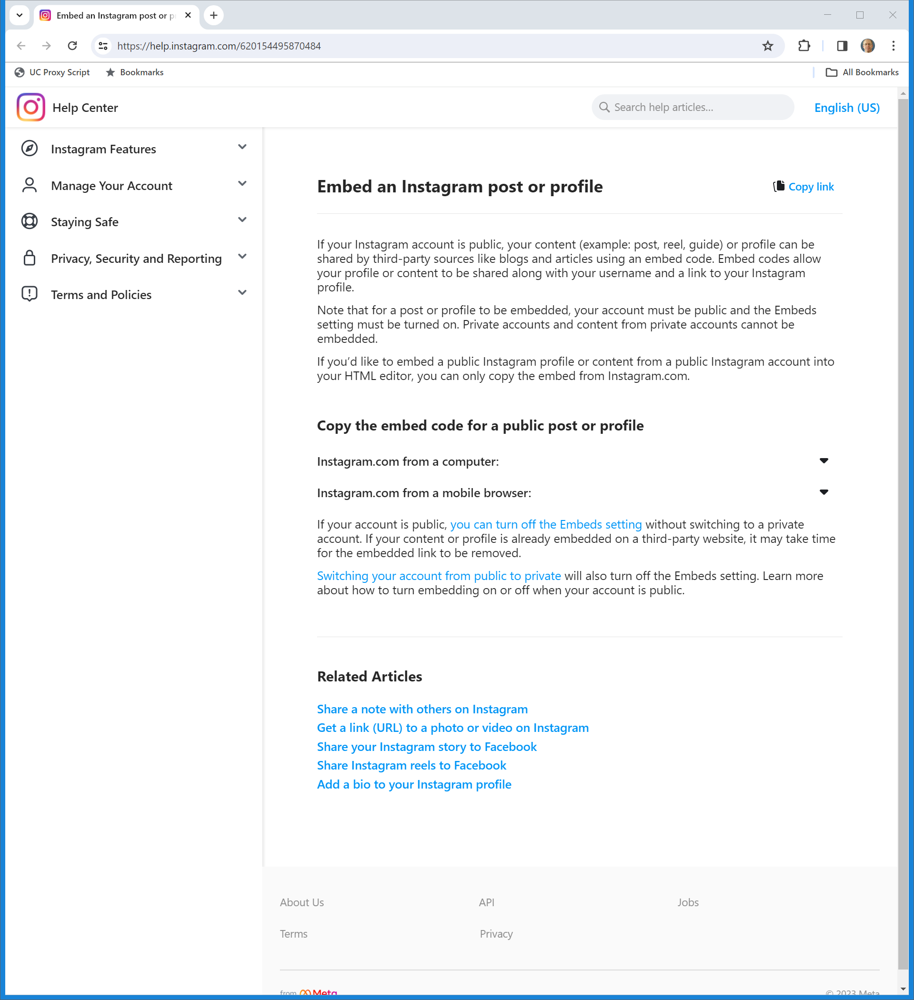 Embed an Instagram post or p
https://help.instagram.com/620154495870484
UC Proxy Script
Bookmarks
All Bookmarks
Help Center
Search help articles...
English (US)
Instagram Features
Manage Your Account
Staying Safe
Privacy, Security and Reporting
Terms and Policies
Embed an Instagram post or profile
Copy link
If your Instagram account is public, your content (example: post, reel, guide) or profile can be
shared by third-party sources like blogs and articles using an embed code. Embed codes allow
your profile or content to be shared along with your username and a link to your Instagram
profile.
Note that for a post or profile to be embedded, your account must be public and the Embeds
setting must be turned on. Private accounts and content from private accounts cannot be
embedded.
If you’d like to embed a public Instagram profile or content from a public Instagram account into
your HTML editor, you can only copy the embed from Instagram.com.
Copy the embed code for a public post or profile
Instagram.com from a computer:
Instagram.com from a mobile browser:
If your account is public, you can turn off the Embeds setting without switching to a private
account. If your content or profile is already embedded on a third-party website, it may take time
for the embedded link to be removed.
Switching your account from public to private will also turn off the Embeds setting. Learn more
about how to turn embedding on or off when your account is public.
Related Articles
Share a note with others on Instagram
Get a link (URL) to a photo or video on Instagram
Share your Instagram story to Facebook
Share Instagram reels to Facebook
Add a bio to your Instagram profile
About Us
API
Jobs
Terms
Privacy
from Meta
© 2023 Meta